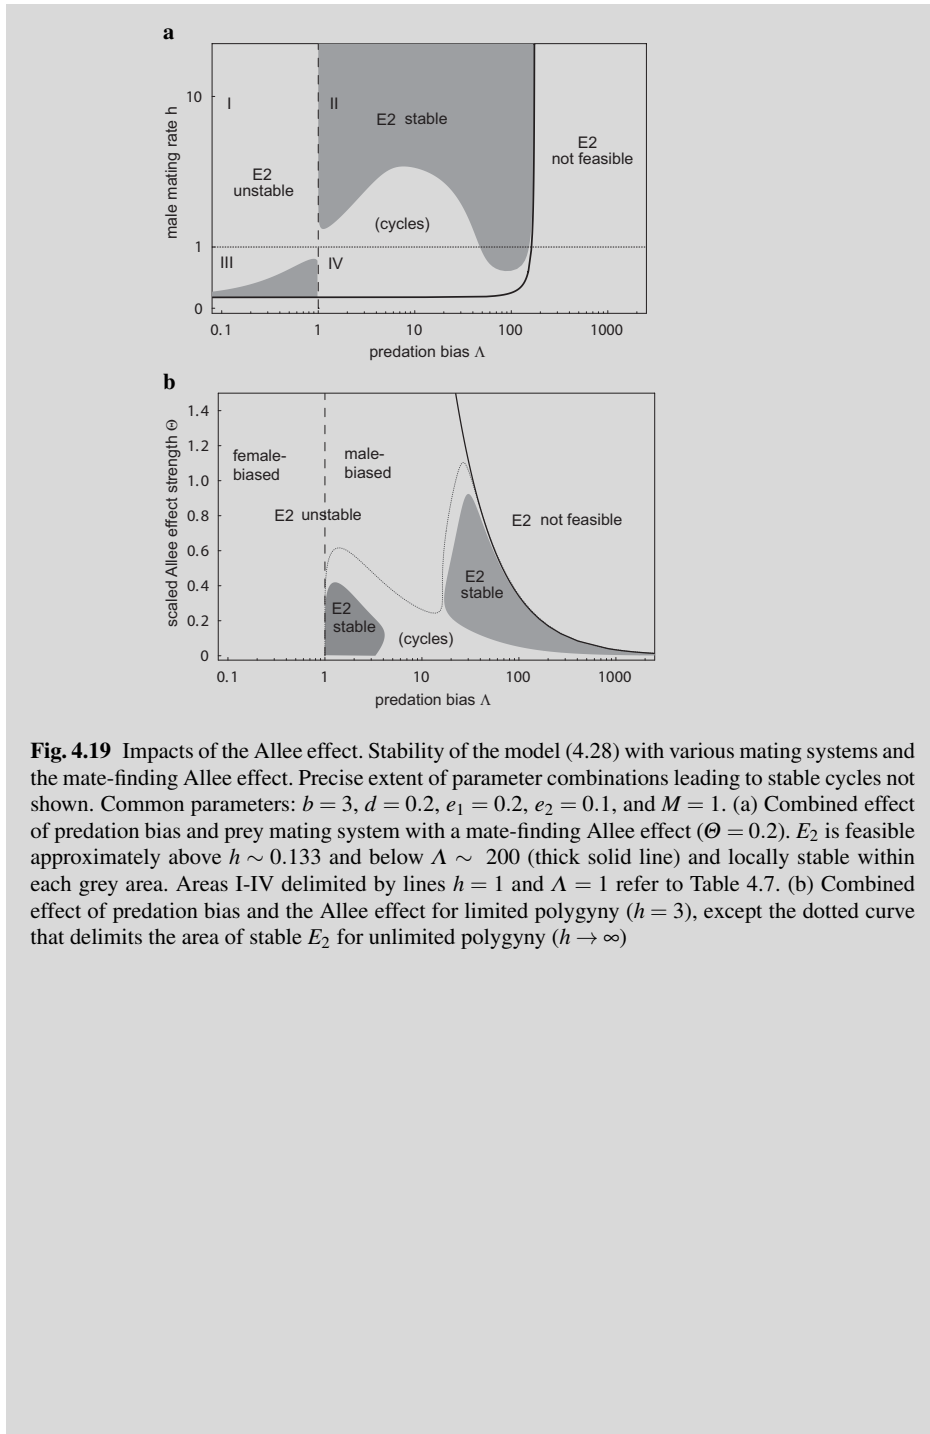 a
male mating rate h
10
1
0
I
II
E2 stable
E2
unstable
E2
not feasible
(cycles)
III
IV
0.1 1 10 100 1000
predation bias Λ
b
scaled Allee effect strength Θ
1.4
1.2
1.0
0.8
0.6
0.4
0.2
0
female-
biased
male-
biased
E2 unstable
E2 not feasible
E2
stable
E2
stable
(cycles)
0.1 1 10 100 1000
predation bias Λ
Fig. 4.19 Impacts of the Allee effect. Stability of the model (4.28) with various mating systems and
the mate-finding Allee effect. Precise extent of parameter combinations leading to stable cycles not
shown. Common parameters: b = 3, d = 0.2, e₁ = 0.2, e₂ = 0.1, and M = 1. (a) Combined effect
of predation bias and prey mating system with a mate-finding Allee effect (Θ = 0.2). E₂ is feasible
approximately above h ∼ 0.133 and below Λ ∼ 200 (thick solid line) and locally stable within
each grey area. Areas I-IV delimited by lines h = 1 and Λ = 1 refer to Table 4.7. (b) Combined
effect of predation bias and the Allee effect for limited polygyny (h = 3), except the dotted curve
that delimits the area of stable E₂ for unlimited polygyny (h → ∞)